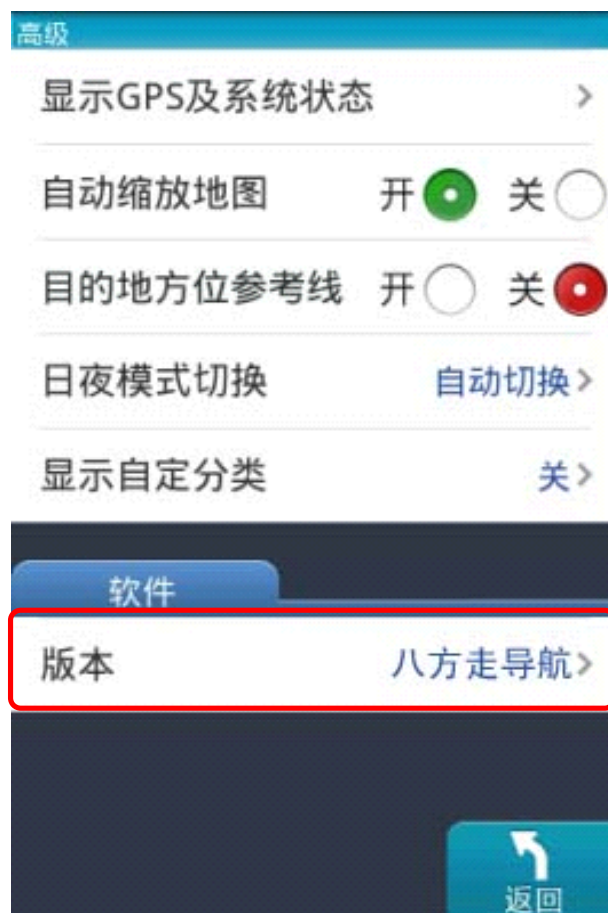 高级
显示GPS及系统状态
自动缩放地图 开 关
目的地方位参考线 开 关
日夜模式切换 自动切换
显示自定分类 关
软件
版本 八方走导航
返回